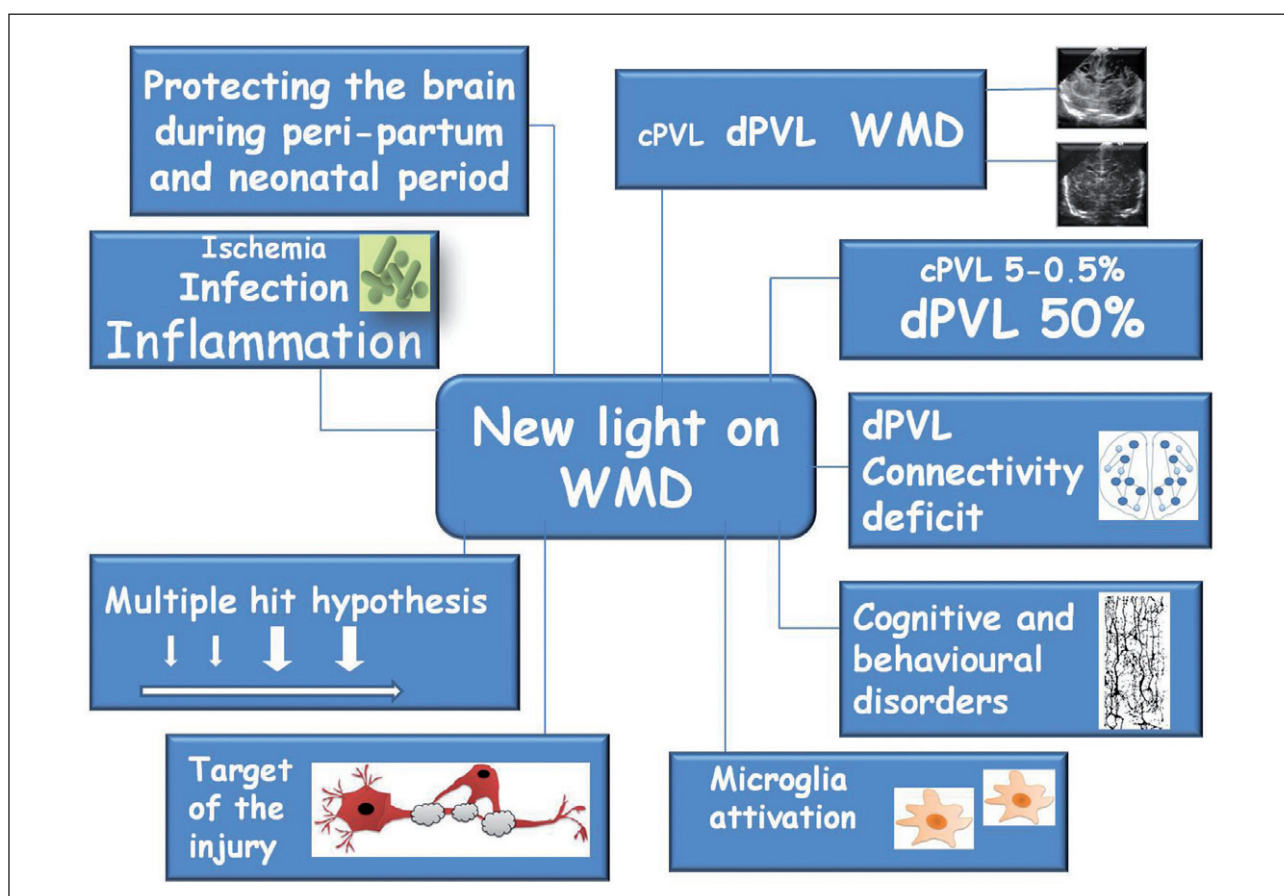 Protecting the brain
during peri-partum
and neonatal period
cPVL dPVL WMD
Ischemia
Infection
Inflammation
cPVL 5-0.5%
dPVL 50%
New light on
WMD
dPVL
Connectivity
deficit
Multiple hit hypothesis
Cognitive and
behavioural
disorders
Target
of the
injury
Microglia
attivation